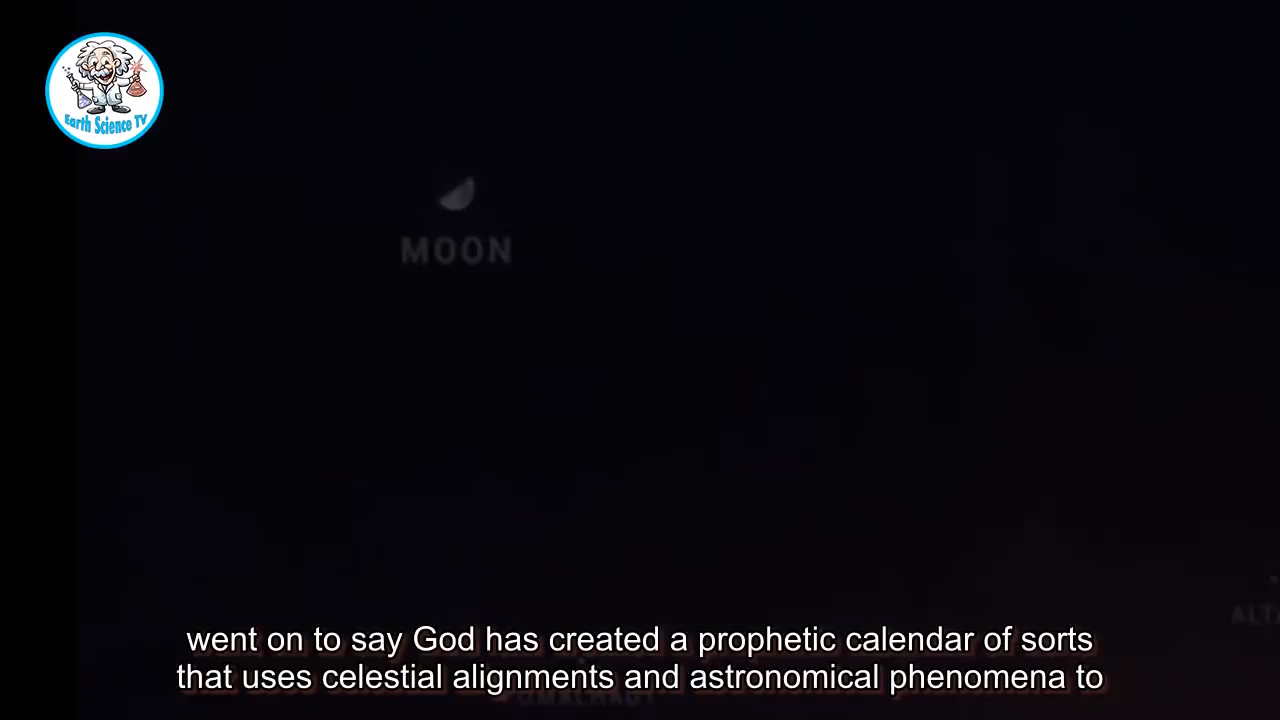 Earth Science TV
MOON
went on to say God has created a prophetic calendar of sorts
that uses celestial alignments and astronomical phenomena to